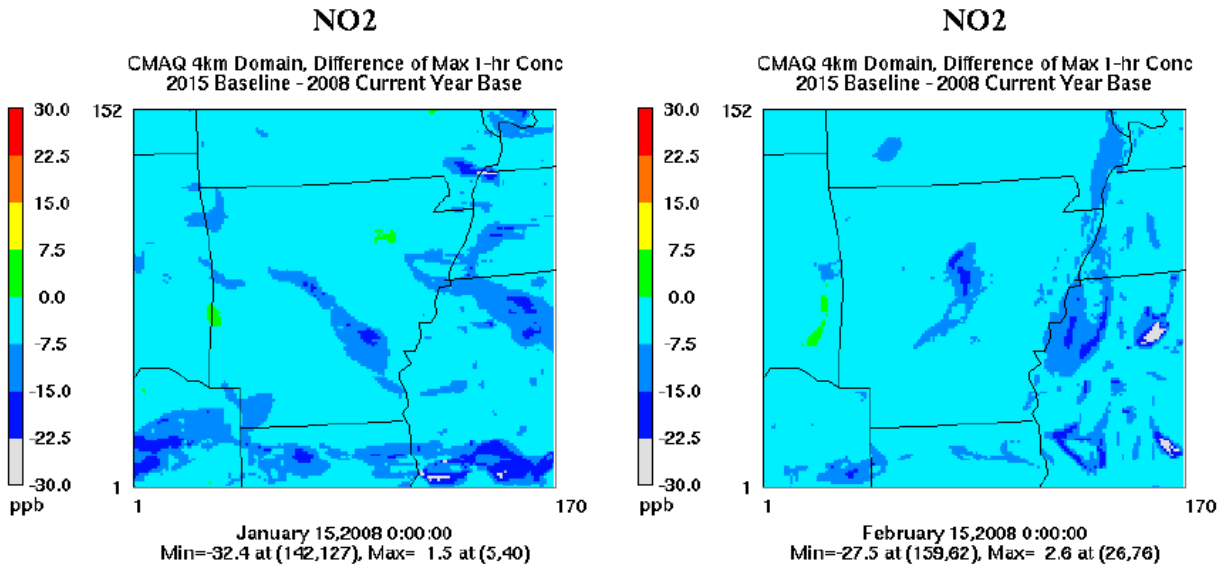 NO2
CMAQ 4km Domain, Difference of Max 1-hr Conc
2015 Baseline - 2008 Current Year Base
30.0
22.5
15.0
7.5
0.0
-7.5
-15.0
-22.5
-30.0
ppb
152
1
1
170
January 15,2008 0:00:00
Min=-32.4 at (142,127), Max= 1.5 at (5,40)
NO2
CMAQ 4km Domain, Difference of Max 1-hr Conc
2015 Baseline - 2008 Current Year Base
30.0
22.5
15.0
7.5
0.0
-7.5
-15.0
-22.5
-30.0
ppb
152
1
1
170
February 15,2008 0:00:00
Min=-27.5 at (159,62), Max= 2.6 at (26,76)